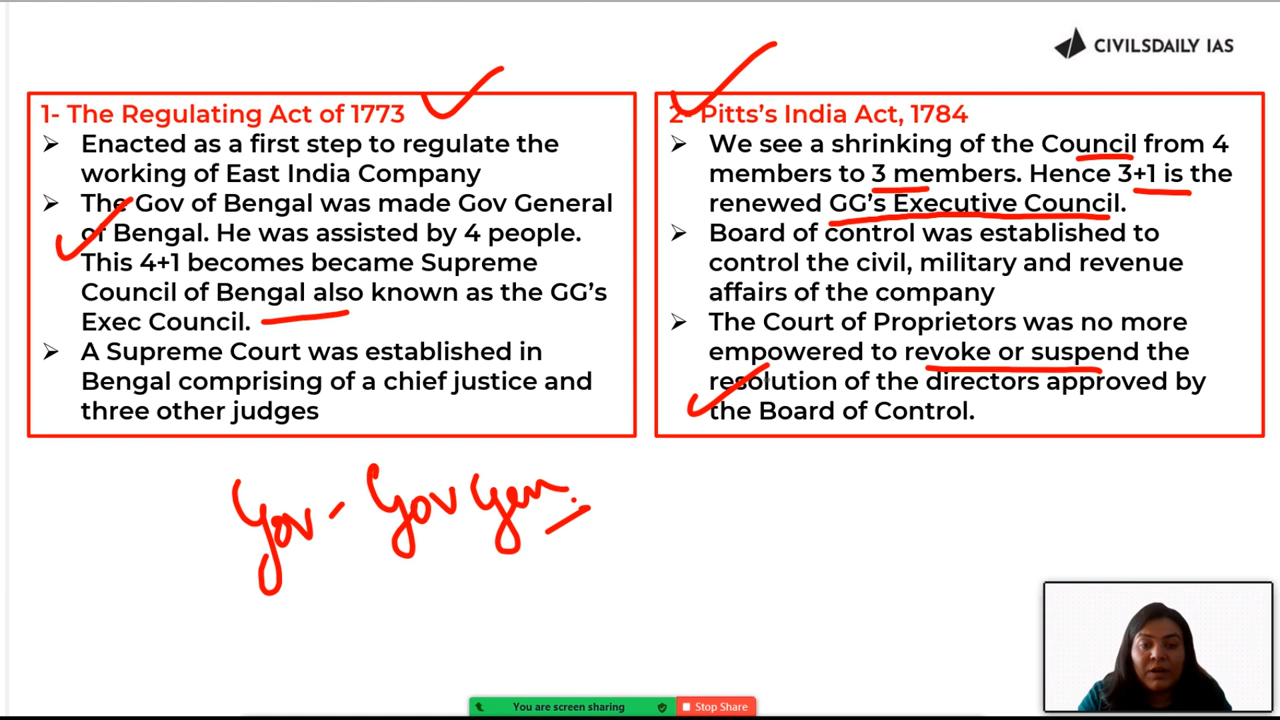 CIVILSDAILY IAS
1- The Regulating Act of 1773
➢ Enacted as a first step to regulate the
working of East India Company
➢ The Gov of Bengal was made Gov General
of Bengal. He was assisted by 4 people.
This 4+1 becomes became Supreme
Council of Bengal also known as the GG's
Exec Council.
➢ A Supreme Court was established in
Bengal comprising of a chief justice and
three other judges
2- Pitts's India Act, 1784
➢ We see a shrinking of the Council from 4
members to 3 members. Hence 3+1 is the
renewed GG's Executive Council.
➢ Board of control was established to
control the civil, military and revenue
affairs of the company
➢ The Court of Proprietors was no more
empowered to revoke or suspend the
resolution of the directors approved by
the Board of Control.
Gov - Gov Gen.
You are screen sharing
Stop Share